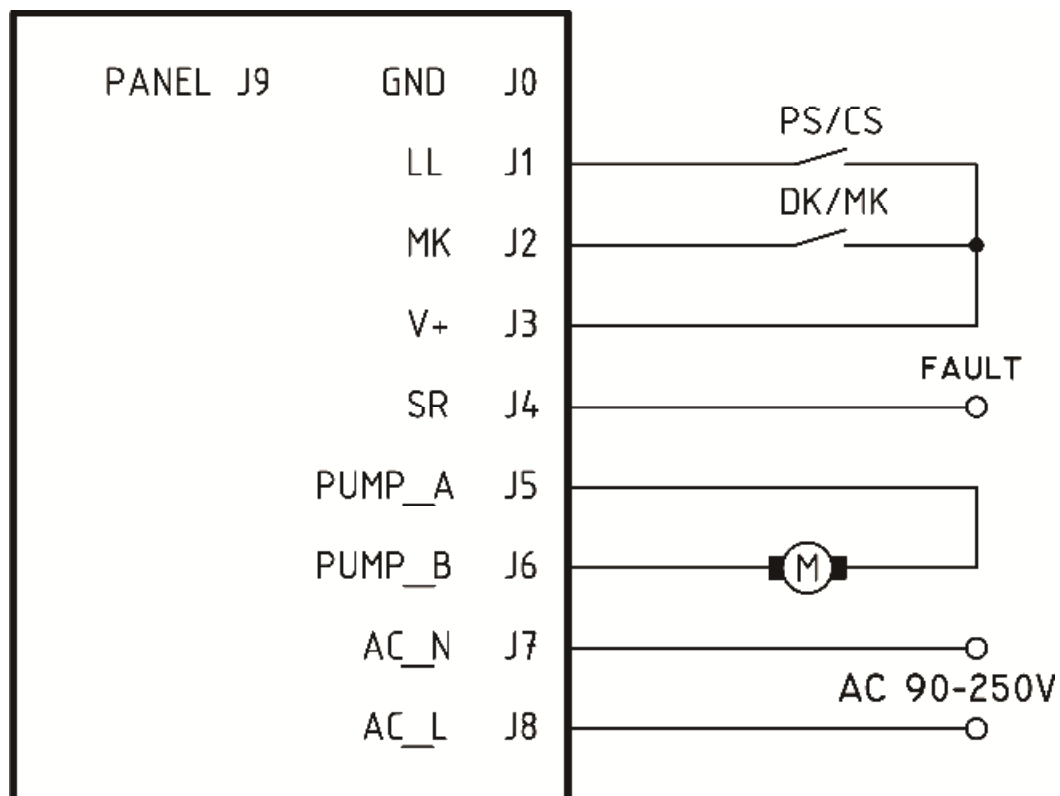 PANEL J9 GND J0
PS/CS
LL J1
DK/MK
MK J2
V+ J3
FAULT
SR J4
PUMP_A J5
PUMP_B J6
M
AC_N J7
AC 90-250V
AC_L J8